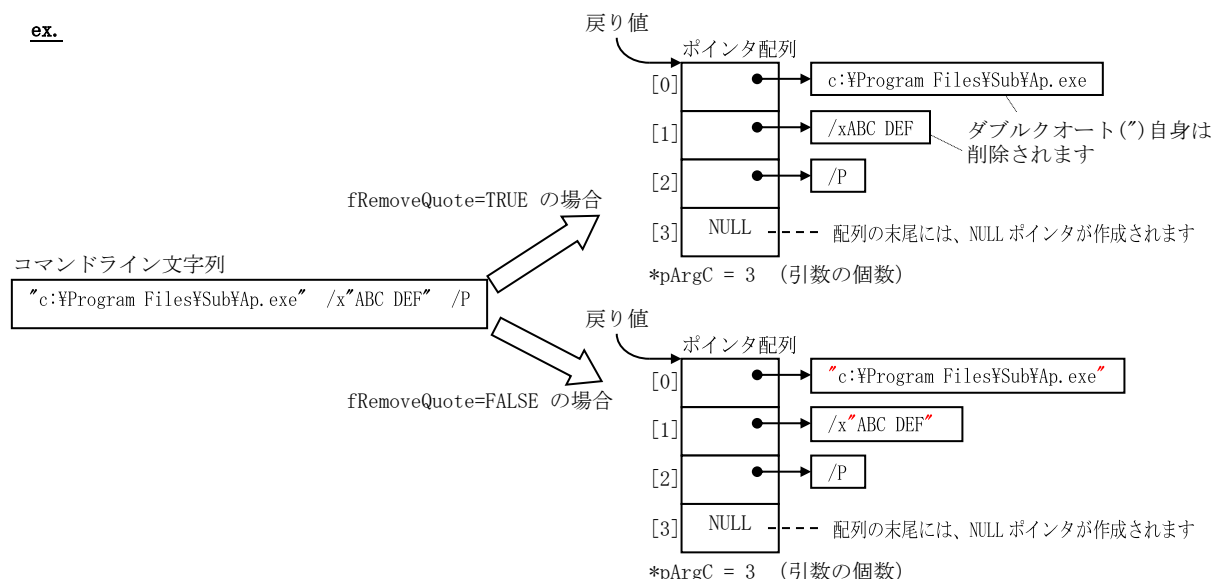 ex.
戻り値
ポインタ配列
[0]
c:¥Program Files¥Sub¥Ap.exe
[1]
/xABC DEF
ダブルクオート(")自身は
削除されます
[2]
/P
fRemoveQuote=TRUE の場合
[3]
NULL
配列の末尾には、NULL ポインタが作成されます
*pArgC = 3 (引数の個数)
コマンドライン文字列
"c:¥Program Files¥Sub¥Ap.exe" /x"ABC DEF" /P
戻り値
ポインタ配列
[0]
"c:¥Program Files¥Sub¥Ap.exe"
fRemoveQuote=FALSE の場合
[1]
/x"ABC DEF"
[2]
/P
[3]
NULL
配列の末尾には、NULL ポインタが作成されます
*pArgC = 3 (引数の個数)